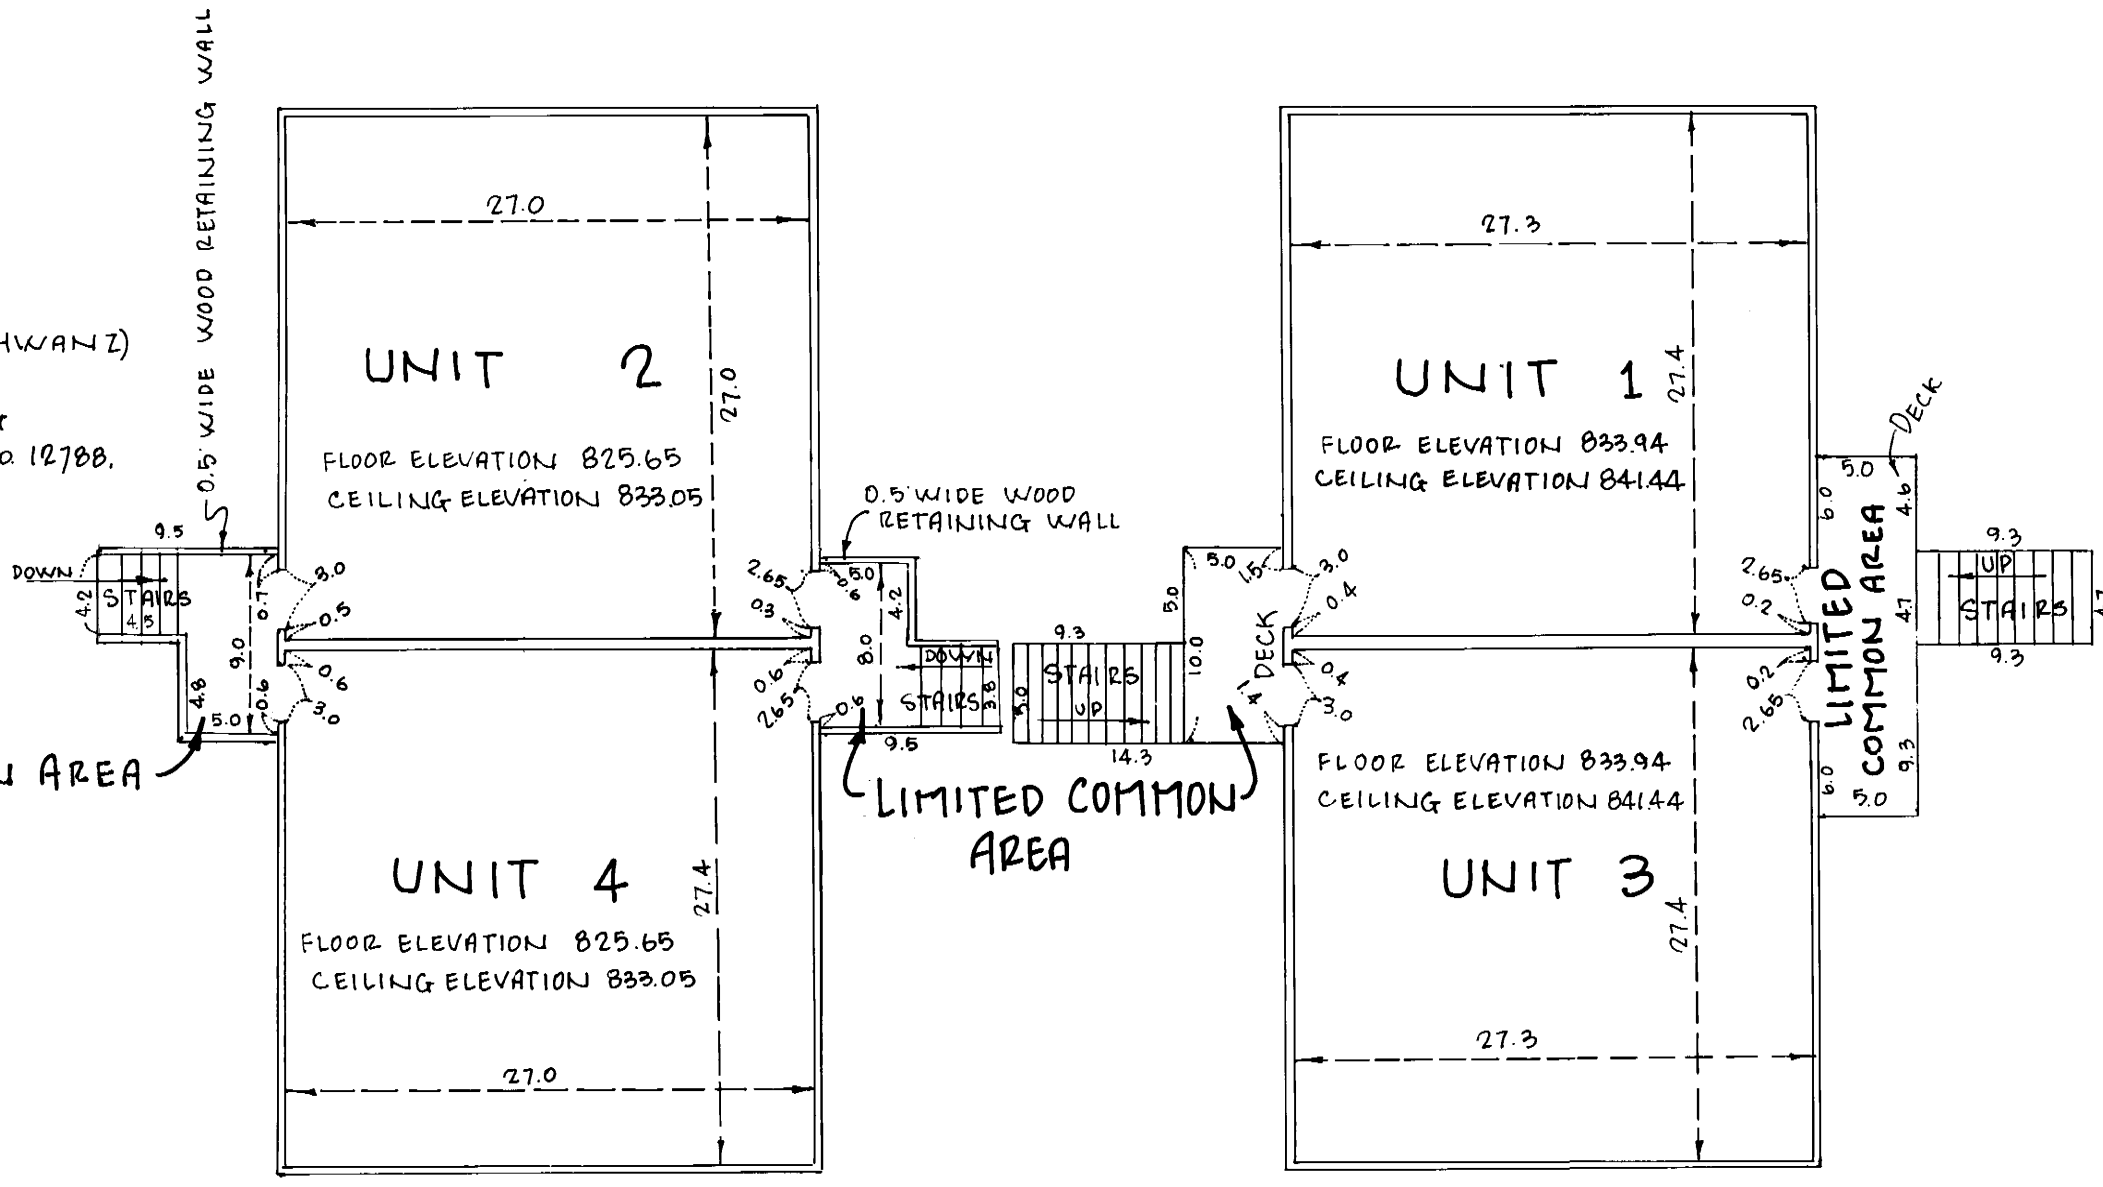 0.5' WIDE WOOD RETAINING WALL
HWANZ)
O. 12788.
27.0
UNIT 2
27.0
FLOOR ELEVATION 825.65
CEILING ELEVATION 833.05
9.5
DOWN
STAIRS
4.2
4.5
0.7
9.0
4.8
5.0
0.6
3.0
0.5
0.6
3.0
N AREA
2.65
0.3
0.6
2.65
0.5' WIDE WOOD
RETAINING WALL
5.0
.6
4.2
8.0
DOWN
STAIRS
3.8
0.6
9.5
UNIT 4
27.4
FLOOR ELEVATION 825.65
CEILING ELEVATION 833.05
27.0
LIMITED COMMON
AREA
9.3
STAIRS
UP
5.0
14.3
5.0
5.0
10.0
DECK
1.5
1.4
3.0
0.4
0.4
3.0
27.3
UNIT 1
27.4
FLOOR ELEVATION 833.94
CEILING ELEVATION 841.44
2.65
0.2
0.2
2.65
DECK
5.0
6.0
4.6
LIMITED
COMMON AREA
4.7
9.3
6.0
5.0
9.3
UP
STAIRS
9.3
4.7
FLOOR ELEVATION 833.94
CEILING ELEVATION 841.44
UNIT 3
27.4
27.3